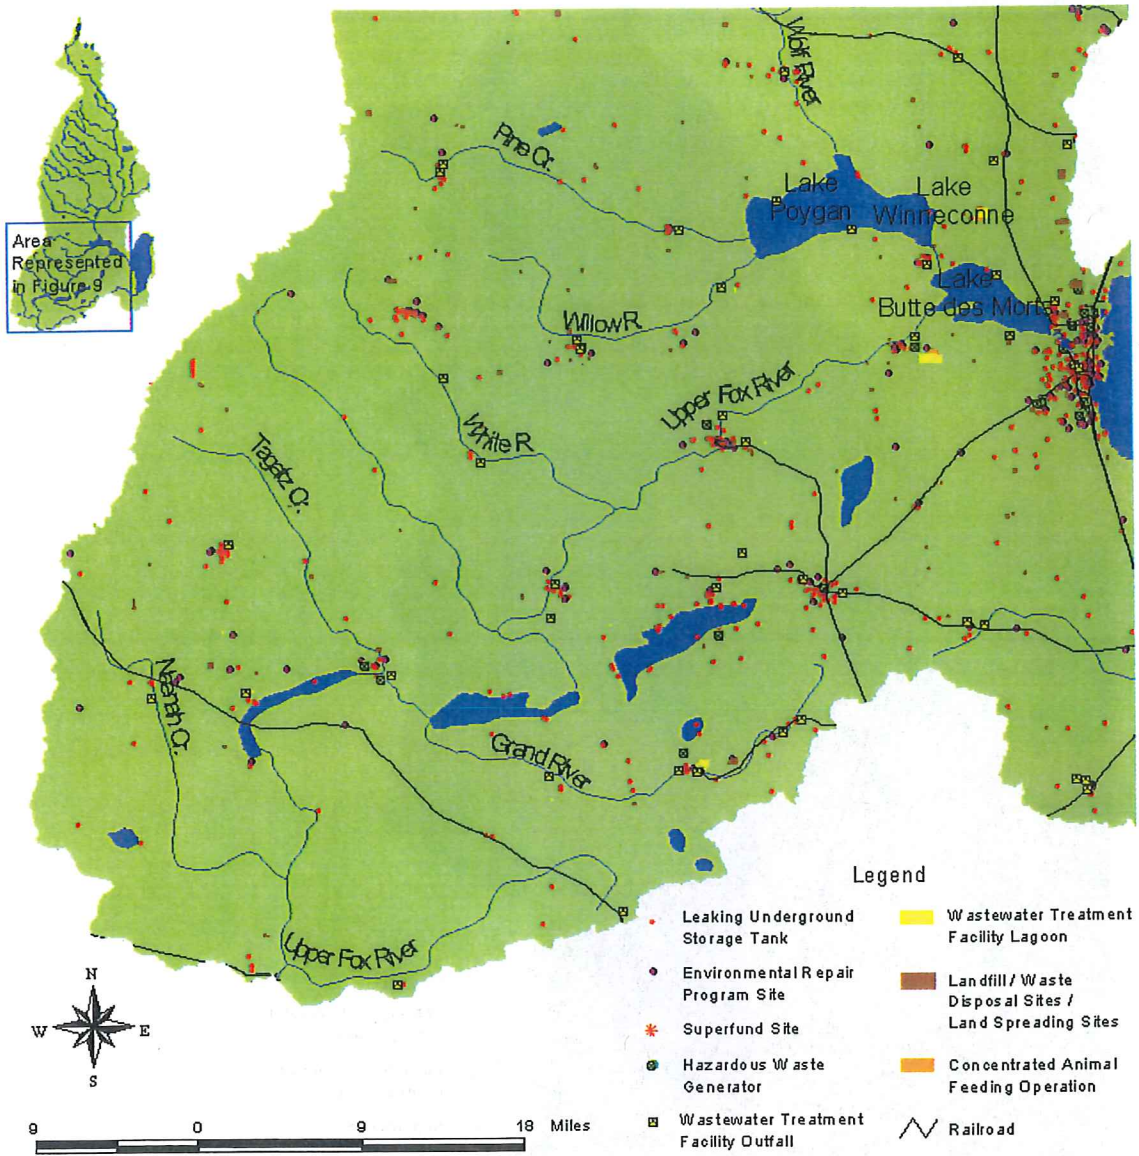 Area
Represented
in Figure 9
Wolf River
Pine Cr.
Lake
Poygan
Lake
Winneconne
Lake
Butte des Morts
Willow R.
Upper Fox River
White R.
Tagatz Cr.
Neenah Cr.
Grand River
Upper Fox River
N
W
E
S
9
0
9
18
Miles
Legend
Leaking Underground
Storage Tank
Environmental Repair
Program Site
Superfund Site
Hazardous Waste
Generator
Wastewater Treatment
Facility Outfall
Wastewater Treatment
Facility Lagoon
Landfill / Waste
Disposal Sites /
Land Spreading Sites
Concentrated Animal
Feeding Operation
Railroad